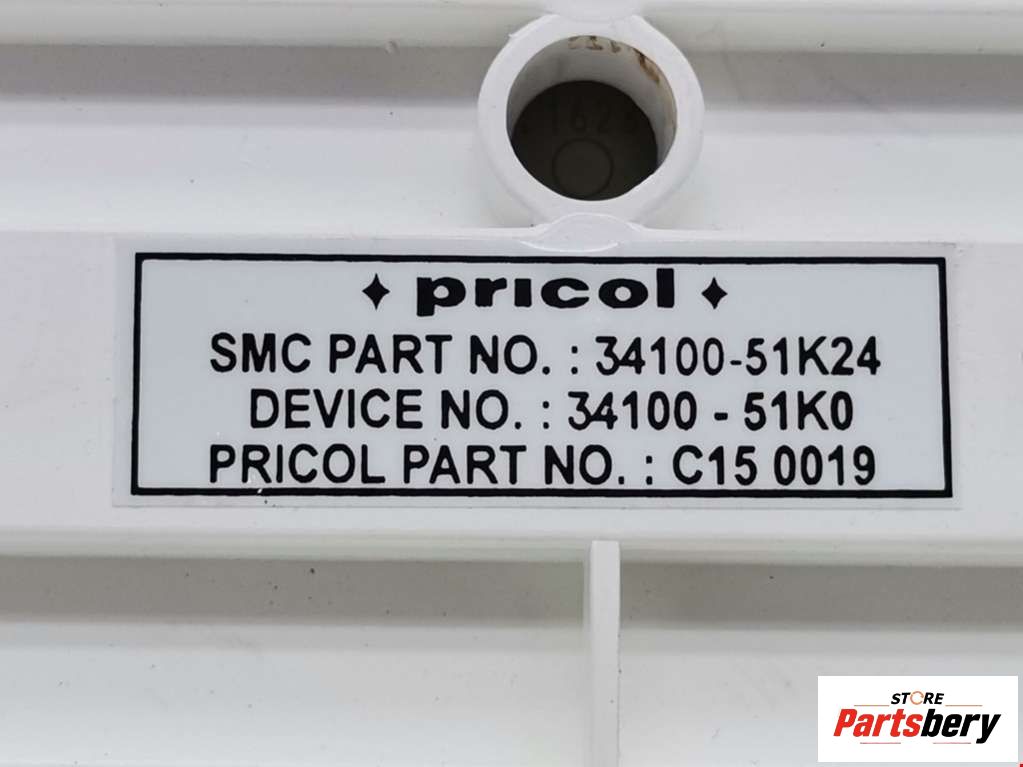 pricol
SMC PART NO. : 34100-51K24
DEVICE NO. : 34100 - 51K0
PRICOL PART NO. : C15 0019
STORE
Partsbery